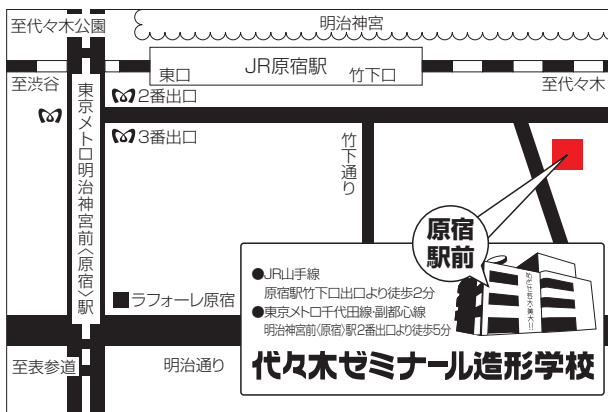 至代々木公園
明治神宮
JR原宿駅
東口
竹下口
至渋谷
至代々木
2番出口
3番出口
東京メトロ明治神宮前〈原宿〉駅
竹下通り
原宿
駅前
●JR山手線
原宿駅竹下口出口より徒歩2分
●東京メトロ千代田線・副都心線
明治神宮前〈原宿〉駅2番出口より徒歩5分
代々木ゼミナール造形学校
ラフォーレ原宿
至表参道
明治通り